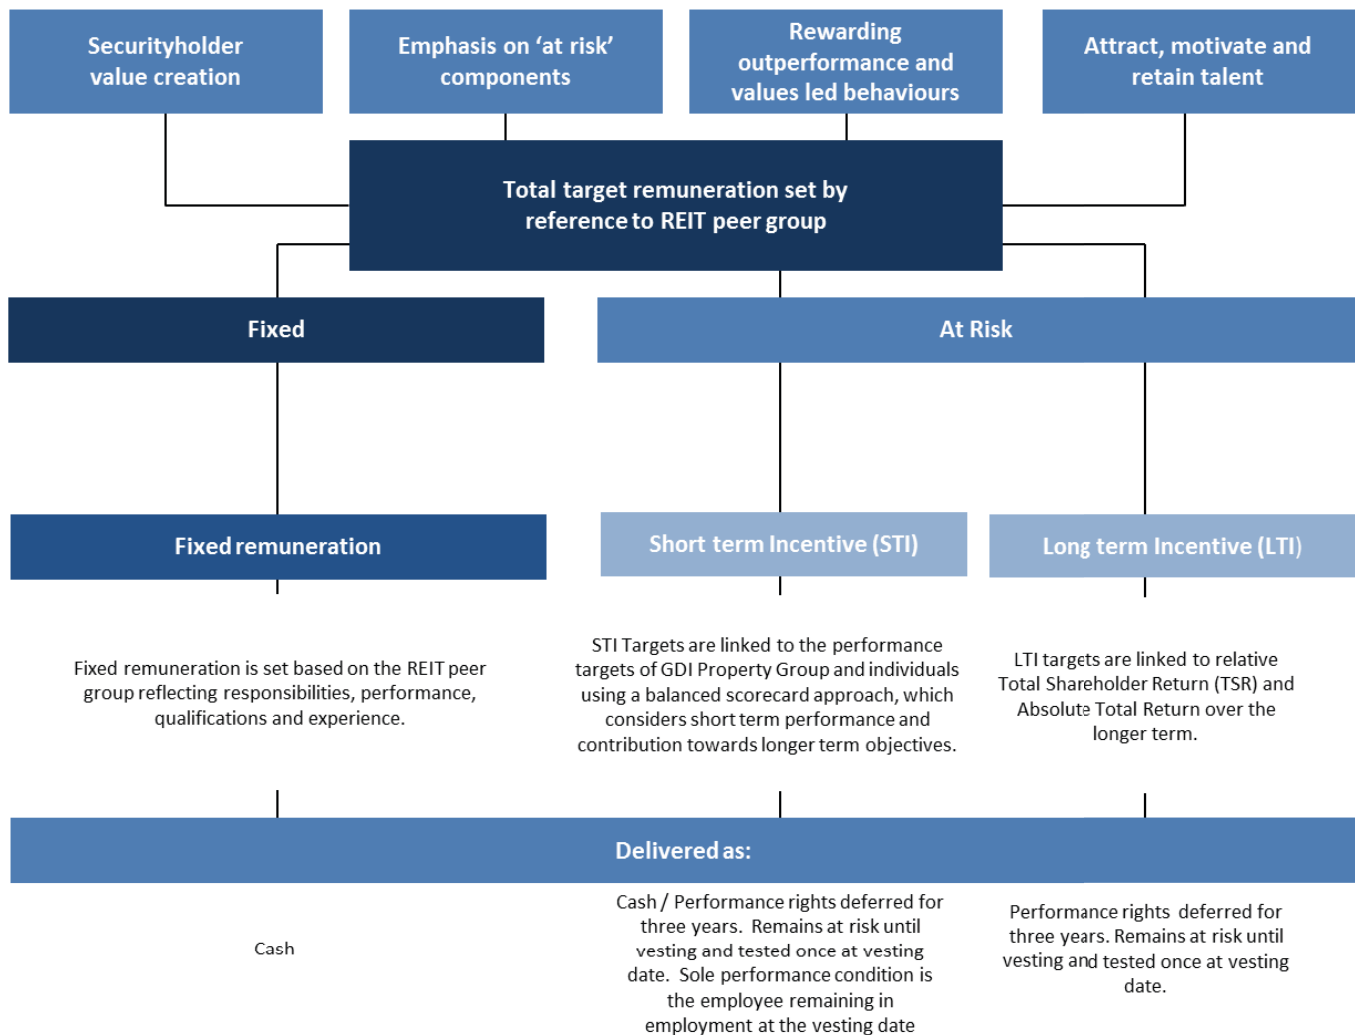 Securityholder
value creation
Emphasis on ‘at risk’
components
Rewarding
outperformance and
values led behaviours
Attract, motivate and
retain talent
Total target remuneration set by
reference to REIT peer group
Fixed
At Risk
Fixed remuneration
Short term Incentive (STI)
Long term Incentive (LTI)
Fixed remuneration is set based on the REIT peer
group reflecting responsibilities, performance,
qualifications and experience.
STI Targets are linked to the performance
targets of GDI Property Group and individuals
using a balanced scorecard approach, which
considers short term performance and
contribution towards longer term objectives.
LTI targets are linked to relative
Total Shareholder Return (TSR) and
Absolute Total Return over the
longer term.
Delivered as:
Cash
Cash / Performance rights deferred for
three years. Remains at risk until
vesting and tested once at vesting
date. Sole performance condition is
the employee remaining in
employment at the vesting date
Performance rights deferred for
three years. Remains at risk until
vesting and tested once at vesting
date.